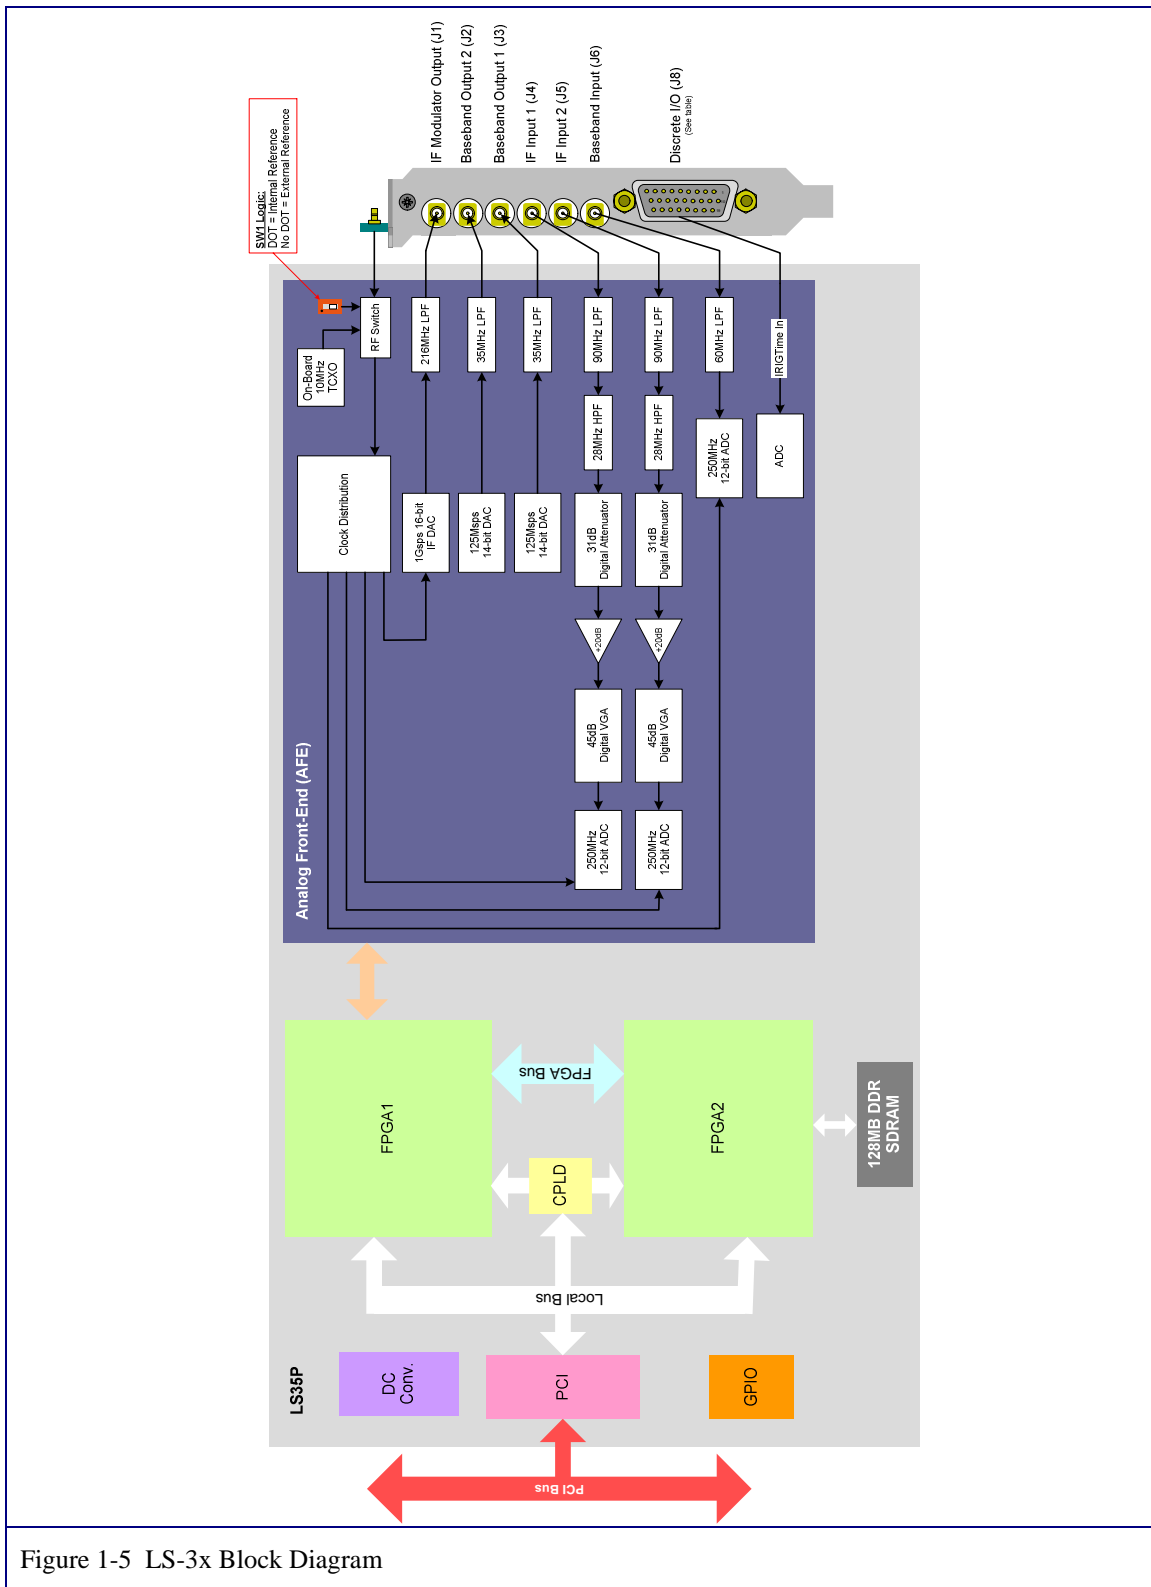 SW1 Logic:
DOT = Internal Reference
No DOT = External Reference
IF Modulator Output (J1)
Baseband Output 2 (J2)
Baseband Output 1 (J3)
IF Input 1 (J4)
IF Input 2 (J5)
Baseband Input (J6)
Discrete I/O (J8)
(See table)
On-Board
10MHz
TCXO
RF Switch
216MHz LPF
35MHz LPF
35MHz LPF
90MHz LPF
90MHz LPF
60MHz LPF
IRIGTime In
28MHz HPF
28MHz HPF
250MHz
12-bit ADC
ADC
Clock Distribution
1Gsps 16-bit
IF DAC
125Msps
14-bit DAC
125Msps
14-bit DAC
31dB
Digital Attenuator
31dB
Digital Attenuator
+20dB
+20dB
45dB
Digital VGA
45dB
Digital VGA
250MHz
12-bit ADC
250MHz
12-bit ADC
Analog Front-End (AFE)
FPGA1
FPGA Bus
FPGA2
128MB DDR
SDRAM
CPLD
Local Bus
LS35P
DC
Conv.
PCI
GPIO
PCI Bus
Figure 1-5 LS-3x Block Diagram